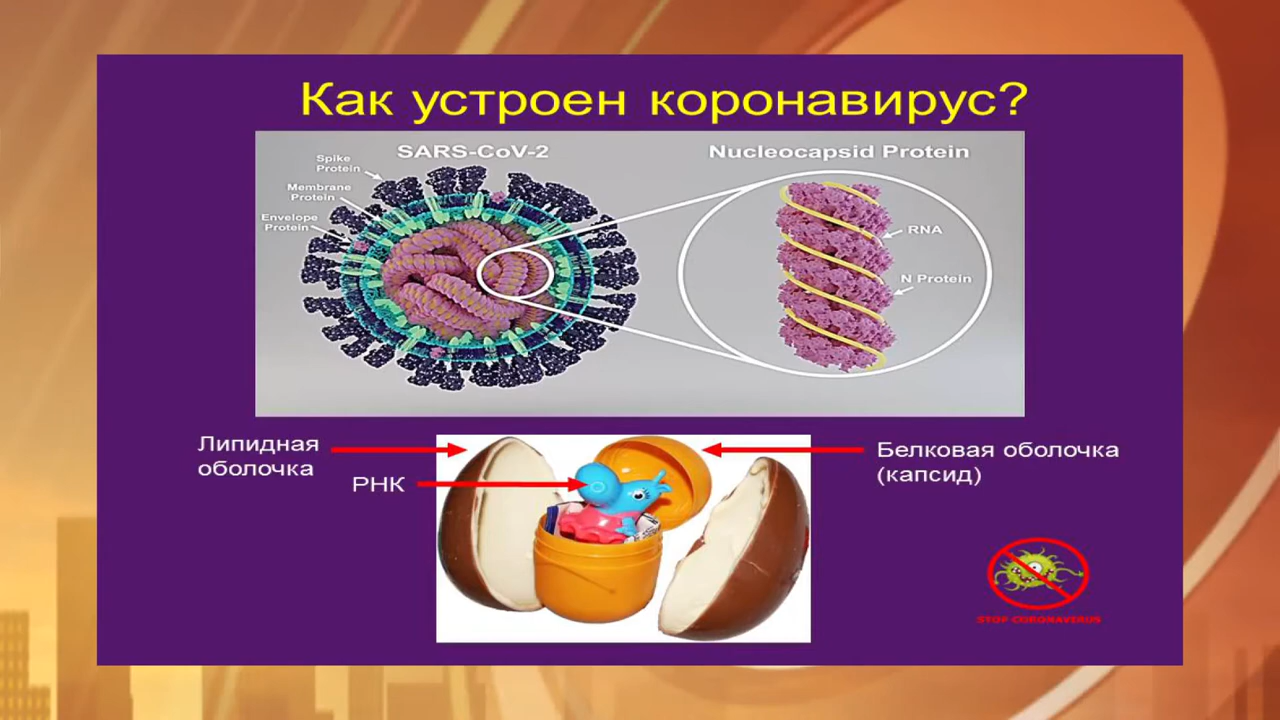 Как устроен коронавирус?
SARS-CoV-2
Nucleocapsid Protein
Spike
Protein
Membrane
Protein
Envelope
Protein
RNA
N Protein
Липидная
оболочка
РНК
Белковая оболочка
(капсид)
STOP CORONAVERUS